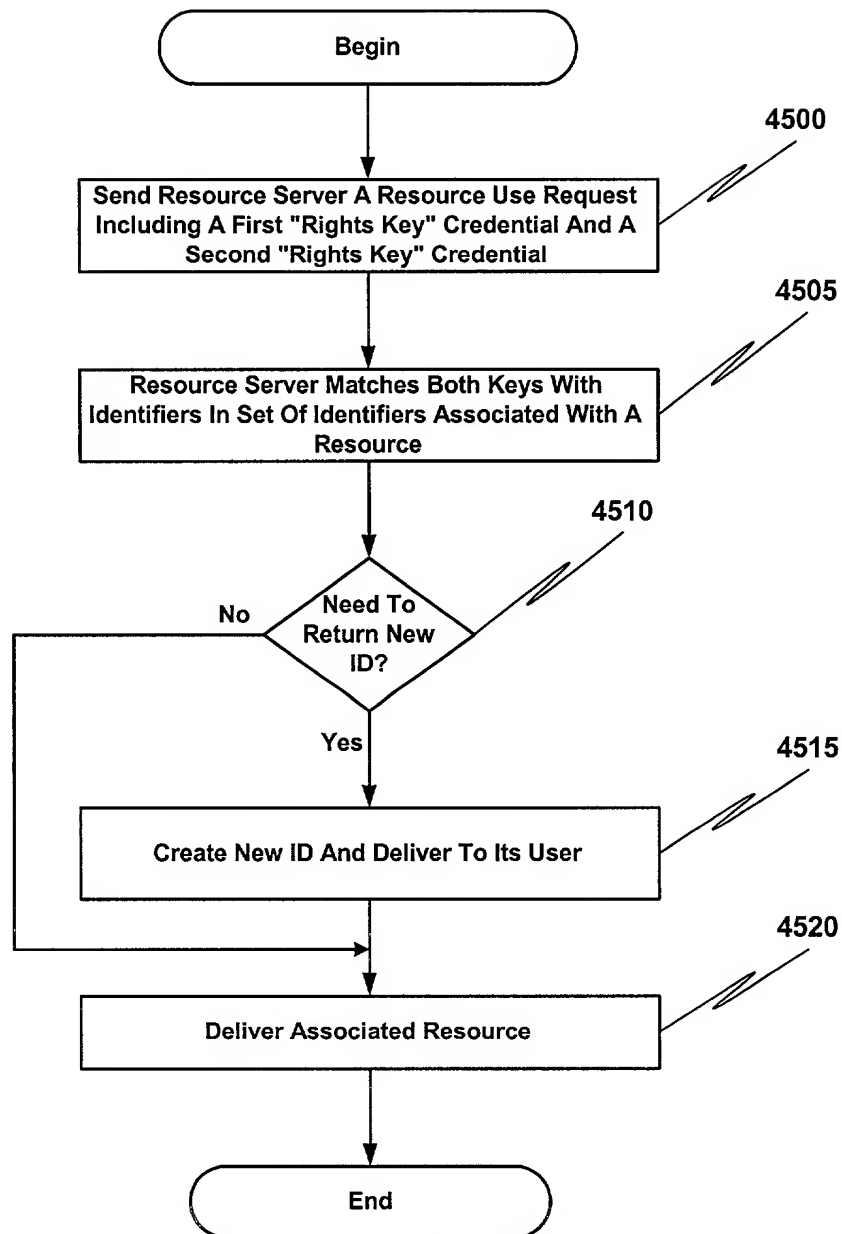 Begin
4500
Send Resource Server A Resource Use Request
Including A First "Rights Key" Credential And A
Second "Rights Key" Credential
4505
Resource Server Matches Both Keys With
Identifiers In Set Of Identifiers Associated With A
Resource
4510
Need To
Return New
ID?
No
Yes
4515
Create New ID And Deliver To Its User
4520
Deliver Associated Resource
End